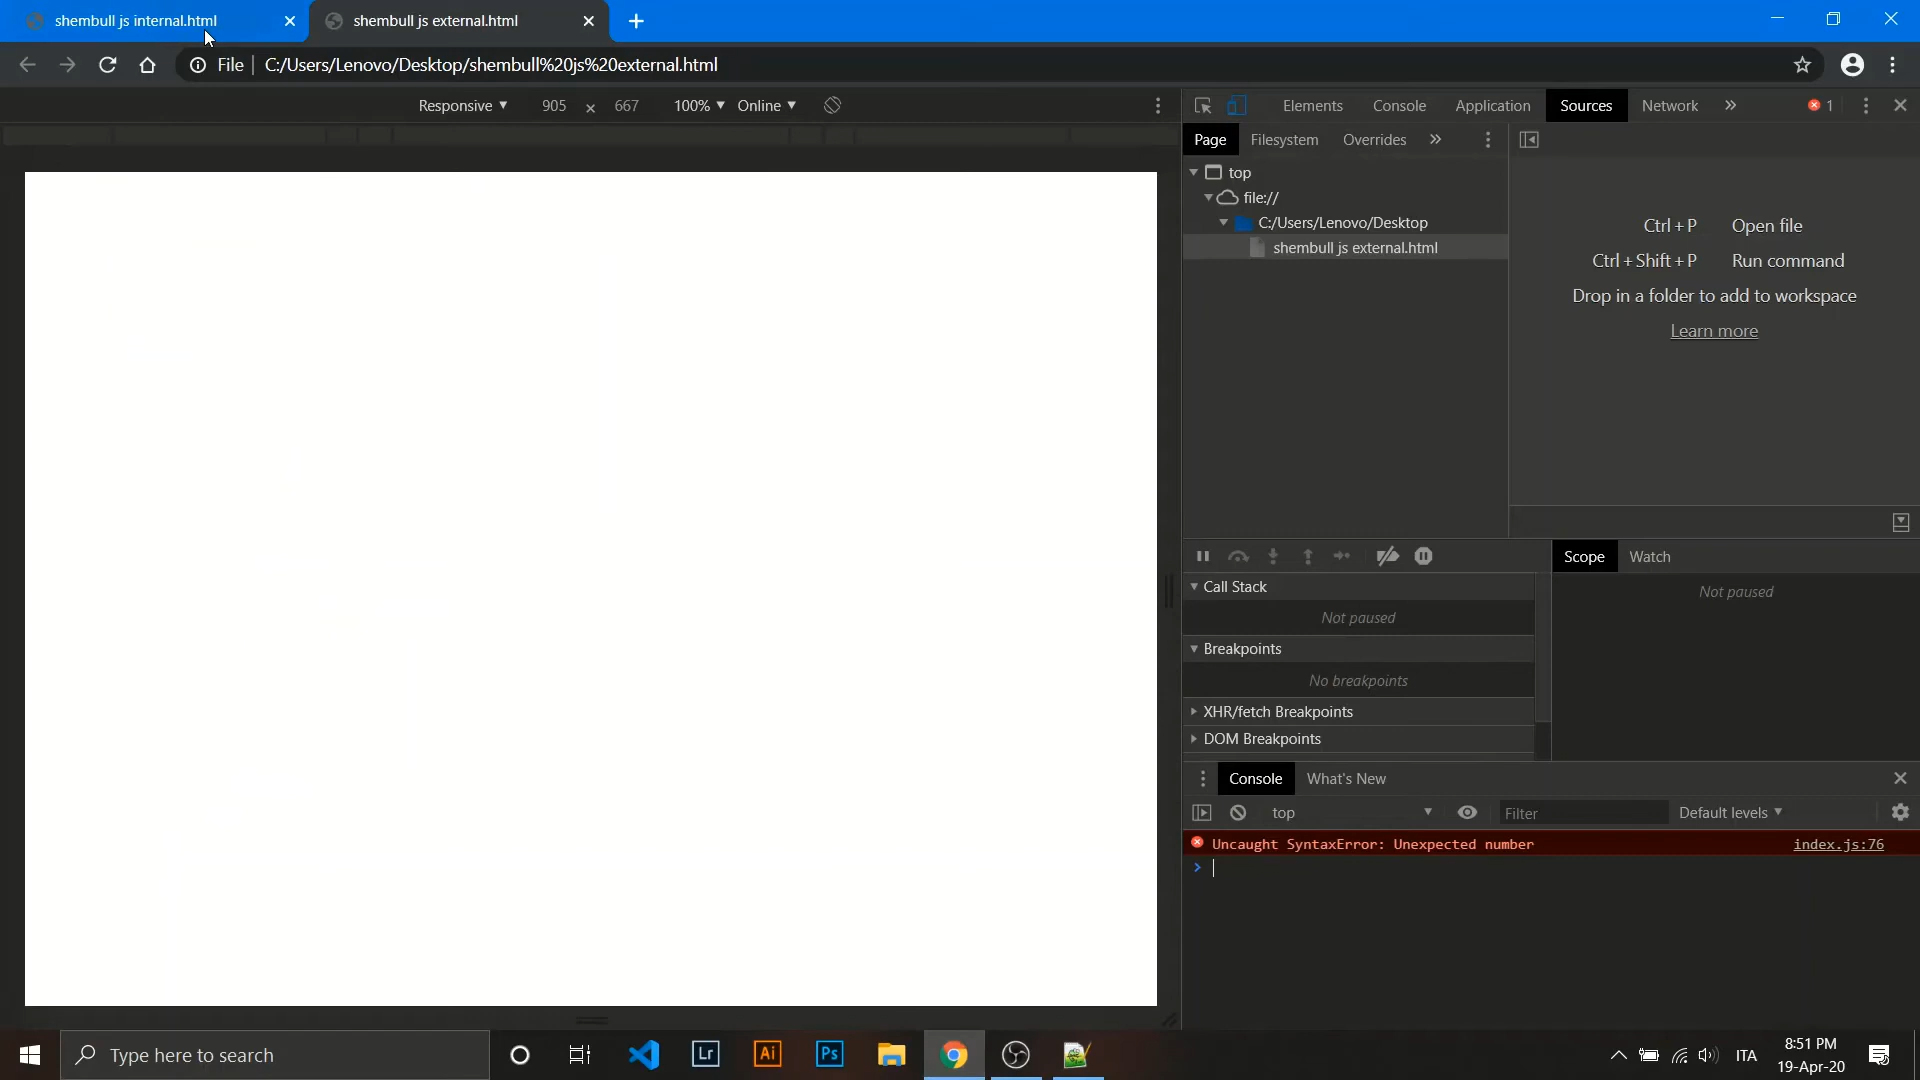 shembull js internal.html
shembull js external.html
File C:/Users/Lenovo/Desktop/shembull%20js%20external.html
Responsive 905 x 667 100% Online
Elements Console Application Sources Network 1
Page Filesystem Overrides
top
file://
C:/Users/Lenovo/Desktop
shembull js external.html
Ctrl + P Open file
Ctrl + Shift + P Run command
Drop in a folder to add to workspace
Learn more
Scope Watch
Not paused
Call Stack
Not paused
Breakpoints
No breakpoints
XHR/fetch Breakpoints
DOM Breakpoints
Console What's New
top Filter Default levels
Uncaught SyntaxError: Unexpected number index.js:76
Type here to search
Lr
Ai
Ps
ITA
8:51 PM
19-Apr-20